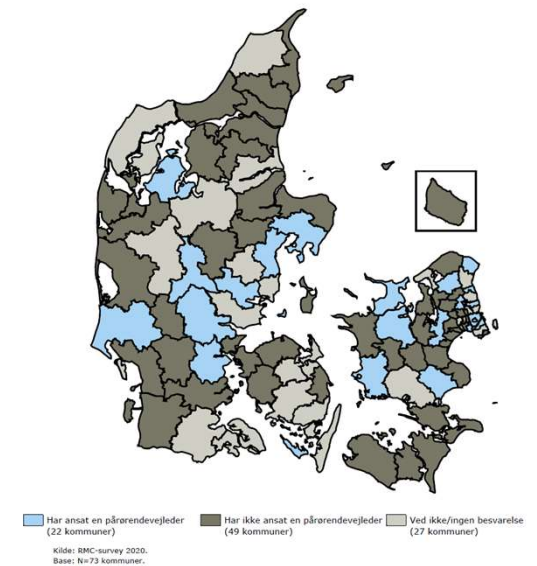 Har ansat en pårørendevejleder
(22 kommuner)
Har ikke ansat en pårørendevejleder
(49 kommuner)
Ved ikke/ingen besvarelse
(27 kommuner)
Kilde: RMC-survey 2020.
Base: N=73 kommuner.